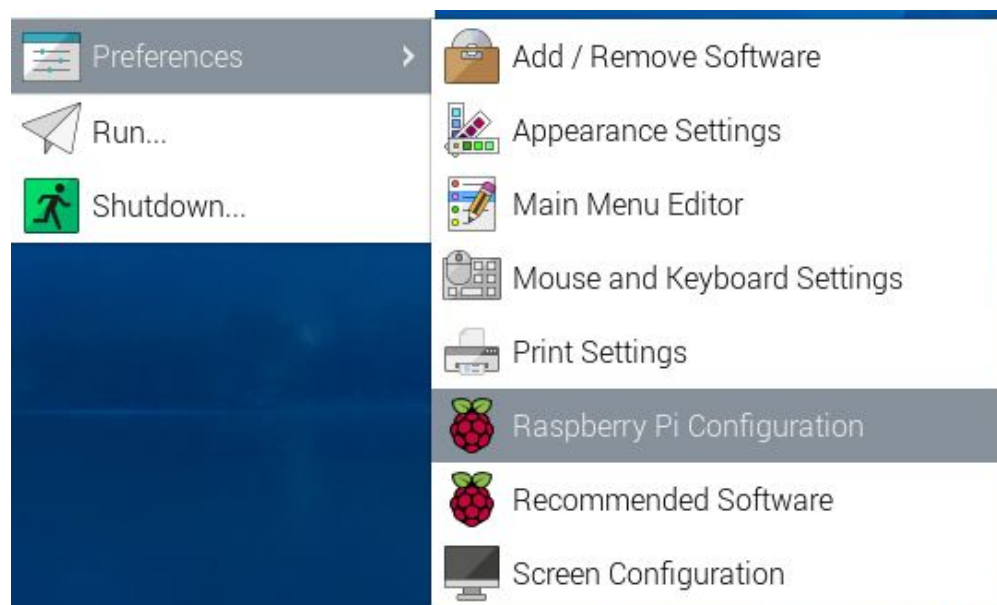 Preferences
Run...
Shutdown...
Add / Remove Software
Appearance Settings
Main Menu Editor
Mouse and Keyboard Settings
Print Settings
Raspberry Pi Configuration
Recommended Software
Screen Configuration